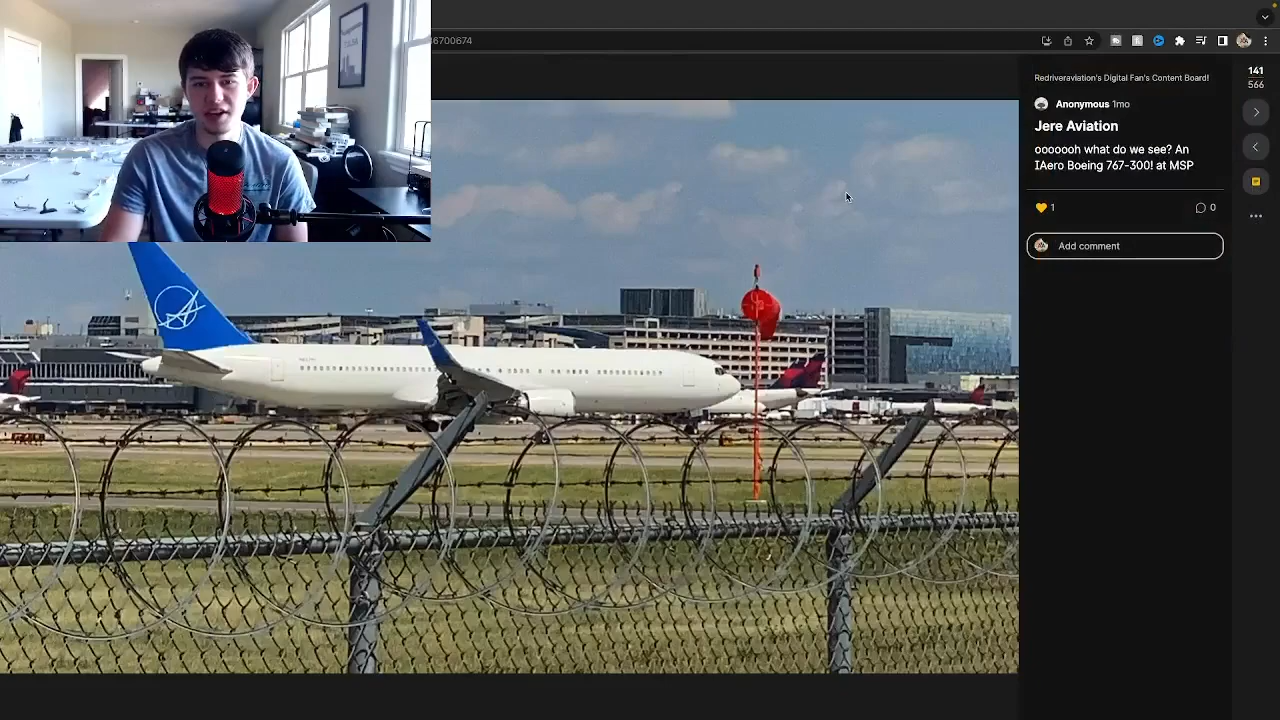 6700674
Redriveraviation's Digital Fan's Content Board!
141
566
Anonymous 1mo
Jere Aviation
ooooooh what do we see? An
IAero Boeing 767-300! at MSP
1
0
Add comment